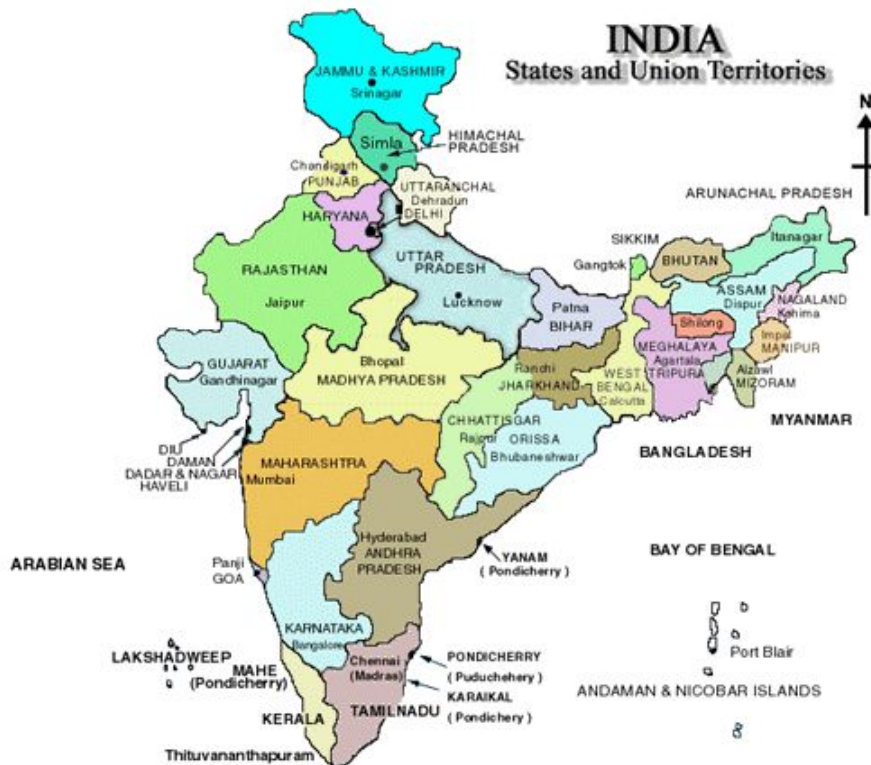 INDIA
States and Union Territories
N
JAMMU & KASHMIR
Srinagar
Simla
HIMACHAL
PRADESH
Chandigarh
PUNJAB
UTTARANCHAL
Dehradun
DELHI
HARYANA
ARUNACHAL PRADESH
Itanagar
SIKKIM
Gangtok
BHUTAN
RAJASTHAN
Jaipur
UTTAR
PRADESH
Lucknow
ASSAM
Dispur
NAGALAND
Kohima
Patna
BIHAR
Shilong
Impal
MANIPUR
MEGHALAYA
Agartala
TRIPURA
Aizawl
MIZORAM
GUJARAT
Gandhinagar
Bhopal
MADHYA PRADESH
Ranchi
JHARKHAND
WEST
BENGAL
Calcutta
MYANMAR
CHHATTISGAR
Rajpur
ORISSA
Bhubaneshwar
BANGLADESH
DIU
DAMAN
DADAR & NAGAR
HAVELI
MAHARASHTRA
Mumbai
Hyderabad
ANDHRA
PRADESH
YANAM
( Pondicherry )
BAY OF BENGAL
ARABIAN SEA
Panji
GOA
KARNATAKA
Bangalore
LAKSHADWEEP
MAHE
(Pondicherry)
Chennai
(Madras)
PONDICHERRY
(Puduchehery )
KARAIKAL
( Pondichery )
Port Blair
ANDAMAN & NICOBAR ISLANDS
KERALA
TAMILNADU
Thituvananthapuram